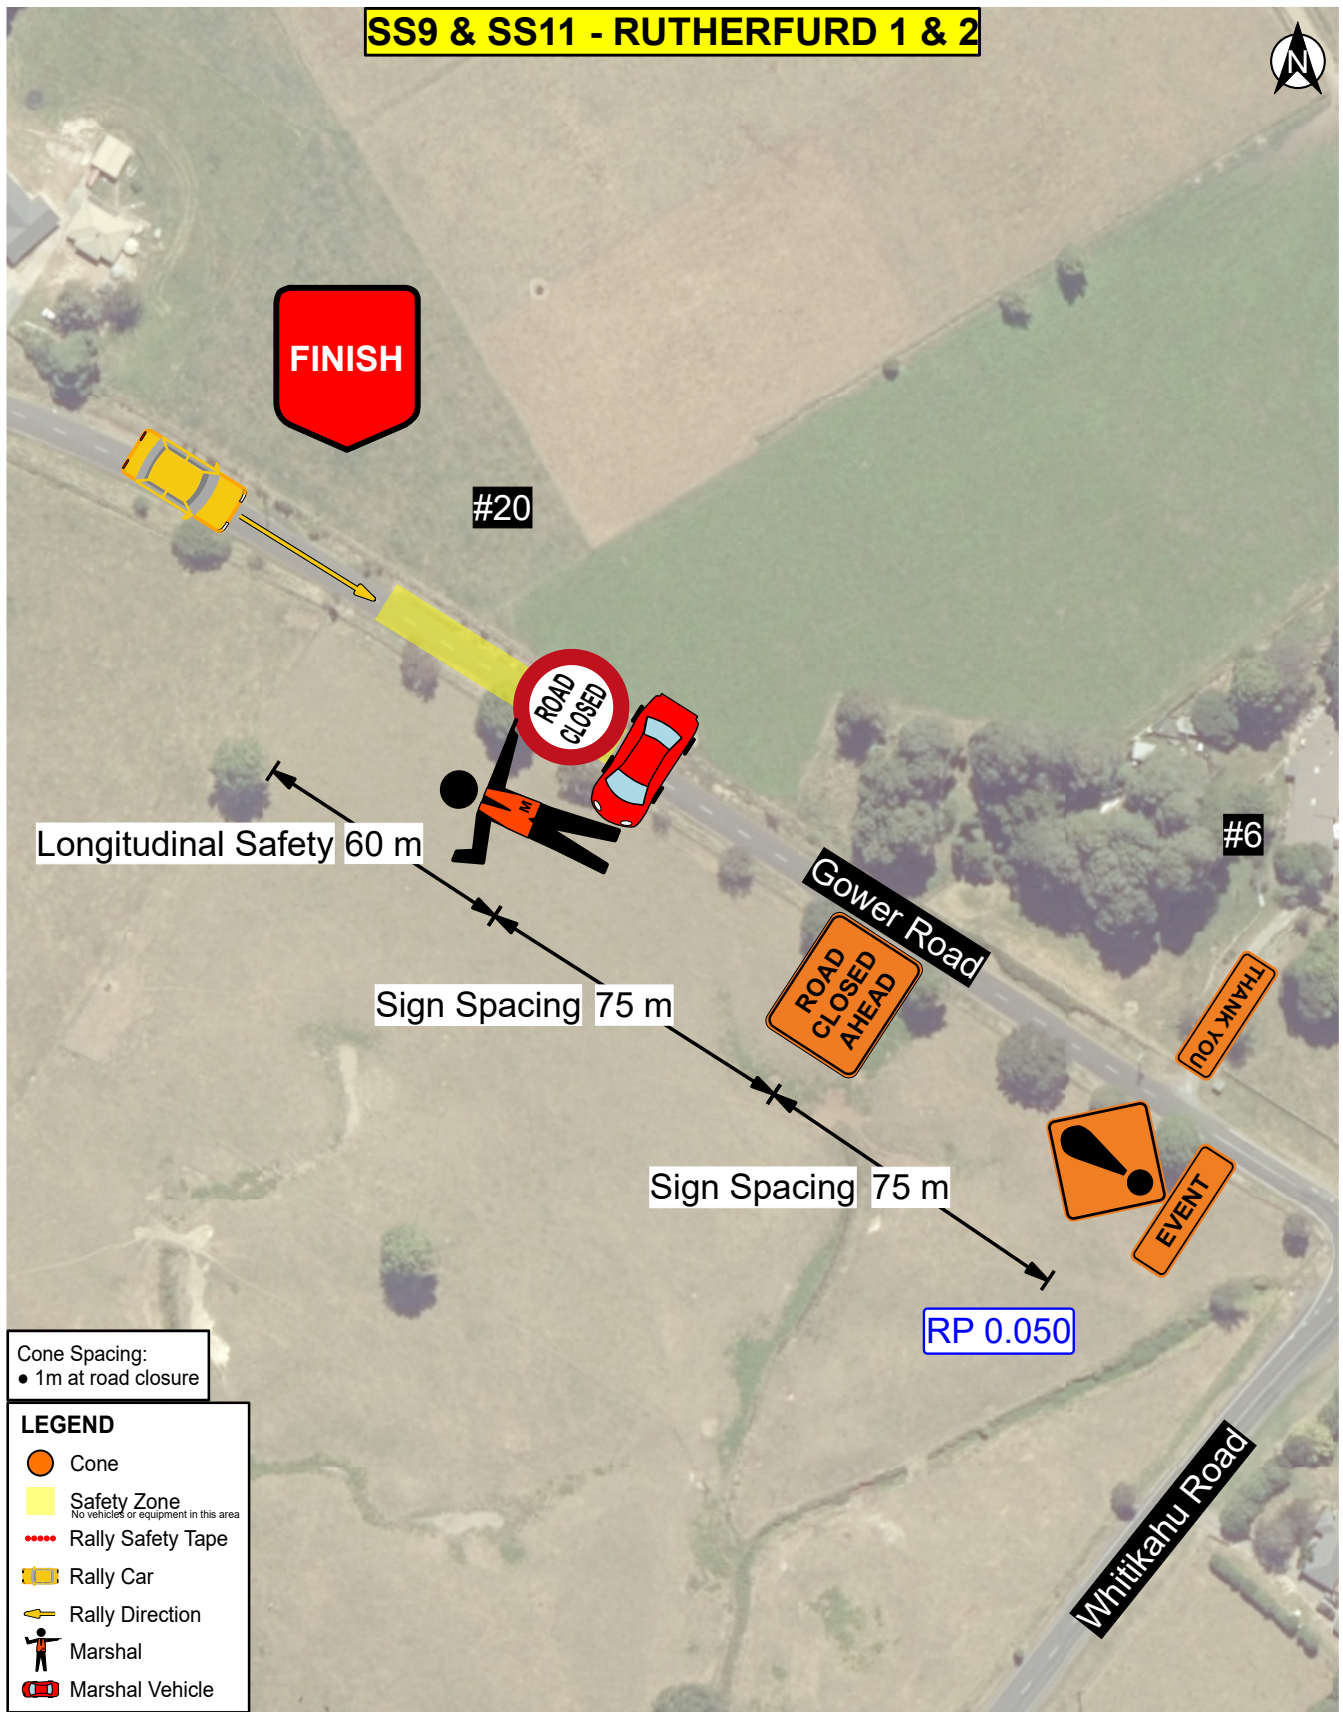 SS9 & SS11 - RUTHERFURD 1 & 2
N
FINISH
#20
ROAD
CLOSED
M
Longitudinal Safety 60 m
#6
Gower Road
ROAD
CLOSED
AHEAD
Sign Spacing 75 m
THANK YOU
Sign Spacing 75 m
EVENT
RP 0.050
Whitikahu Road
Cone Spacing:
● 1m at road closure
LEGEND
Cone
Safety Zone
No vehicles or equipment in this area
Rally Safety Tape
Rally Car
Rally Direction
Marshal
Marshal Vehicle